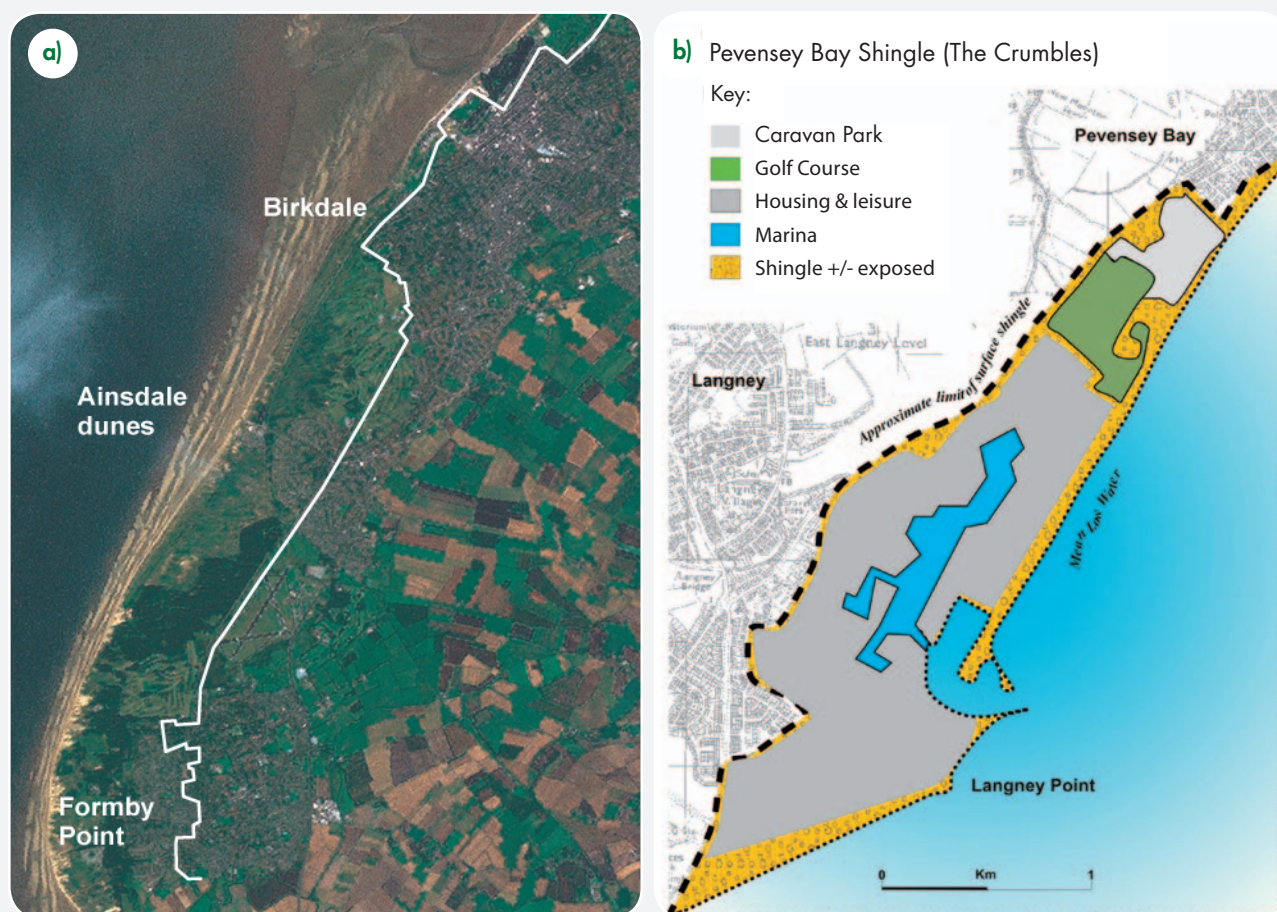 a)
Birkdale
Ainsdale
dunes
Formby
Point
b) Pevensey Bay Shingle (The Crumbles)
Key:
Caravan Park
Golf Course
Housing & leisure
Marina
Shingle +/- exposed
Pevensey Bay
East Langney Level
Langney
Approximate limit of surface shingle
Mean Los Water
Langney Point
0 Km 1